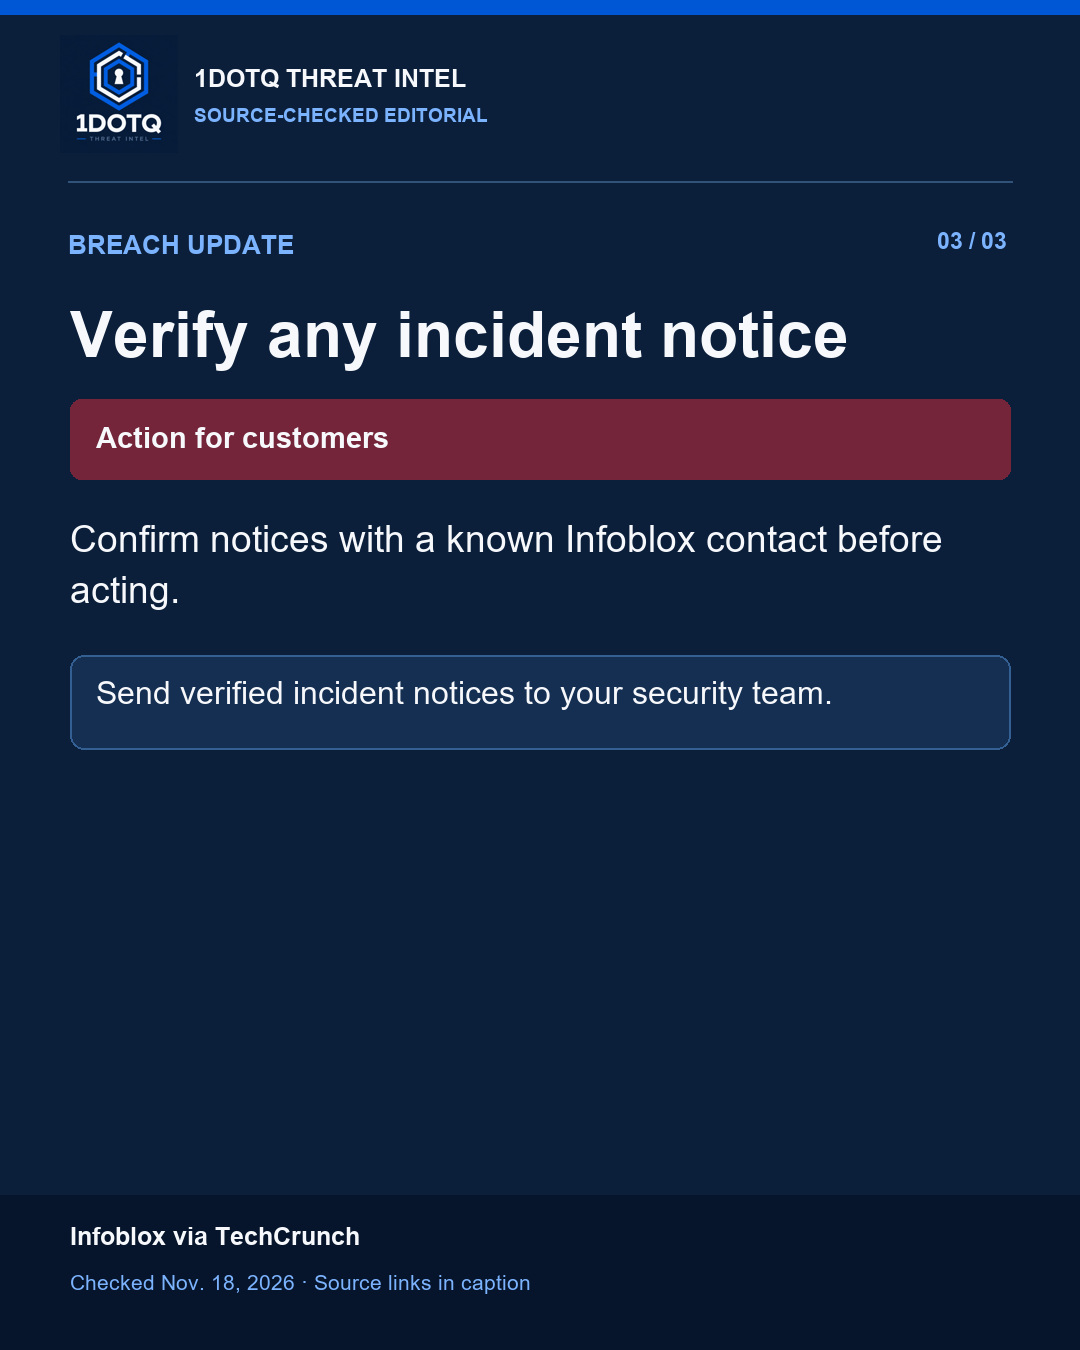 1DOTQ
THREAT INTEL
1DOTQ THREAT INTEL
SOURCE-CHECKED EDITORIAL
BREACH UPDATE
03 / 03
Verify any incident notice
Action for customers
Confirm notices with a known Infoblox contact before
acting.
Send verified incident notices to your security team.
Infoblox via TechCrunch
Checked Nov. 18, 2026 · Source links in caption